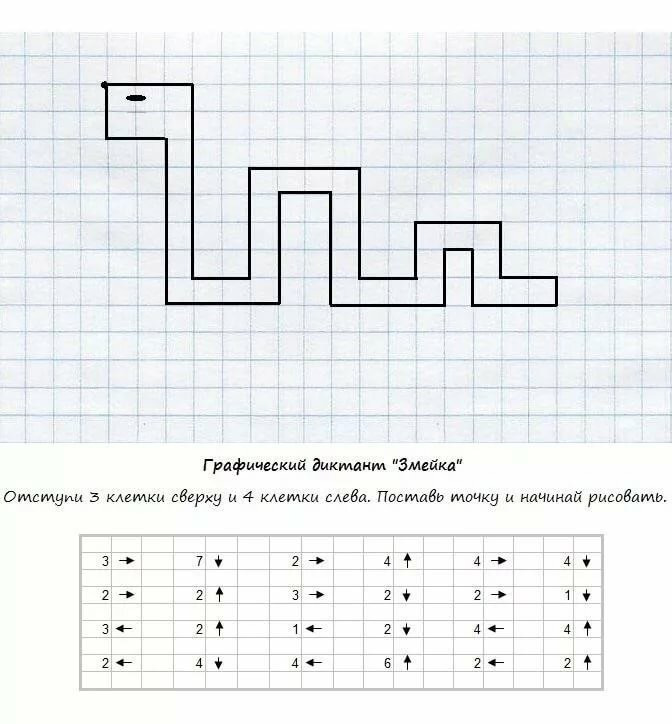 Графический диктант "Змейка"
Отступи 3 клетки сверху и 4 клетки слева. Поставь точку и начинай рисовать.
3 → 7 ↓ 2 → 4 ↑ 4 → 4 ↓
2 → 2 ↑ 3 → 2 ↓ 2 → 1 ↓
3 ← 2 ↑ 1 ← 2 ↓ 4 ← 4 ↑
2 ← 4 ↓ 4 ← 6 ↑ 2 ← 2 ↑